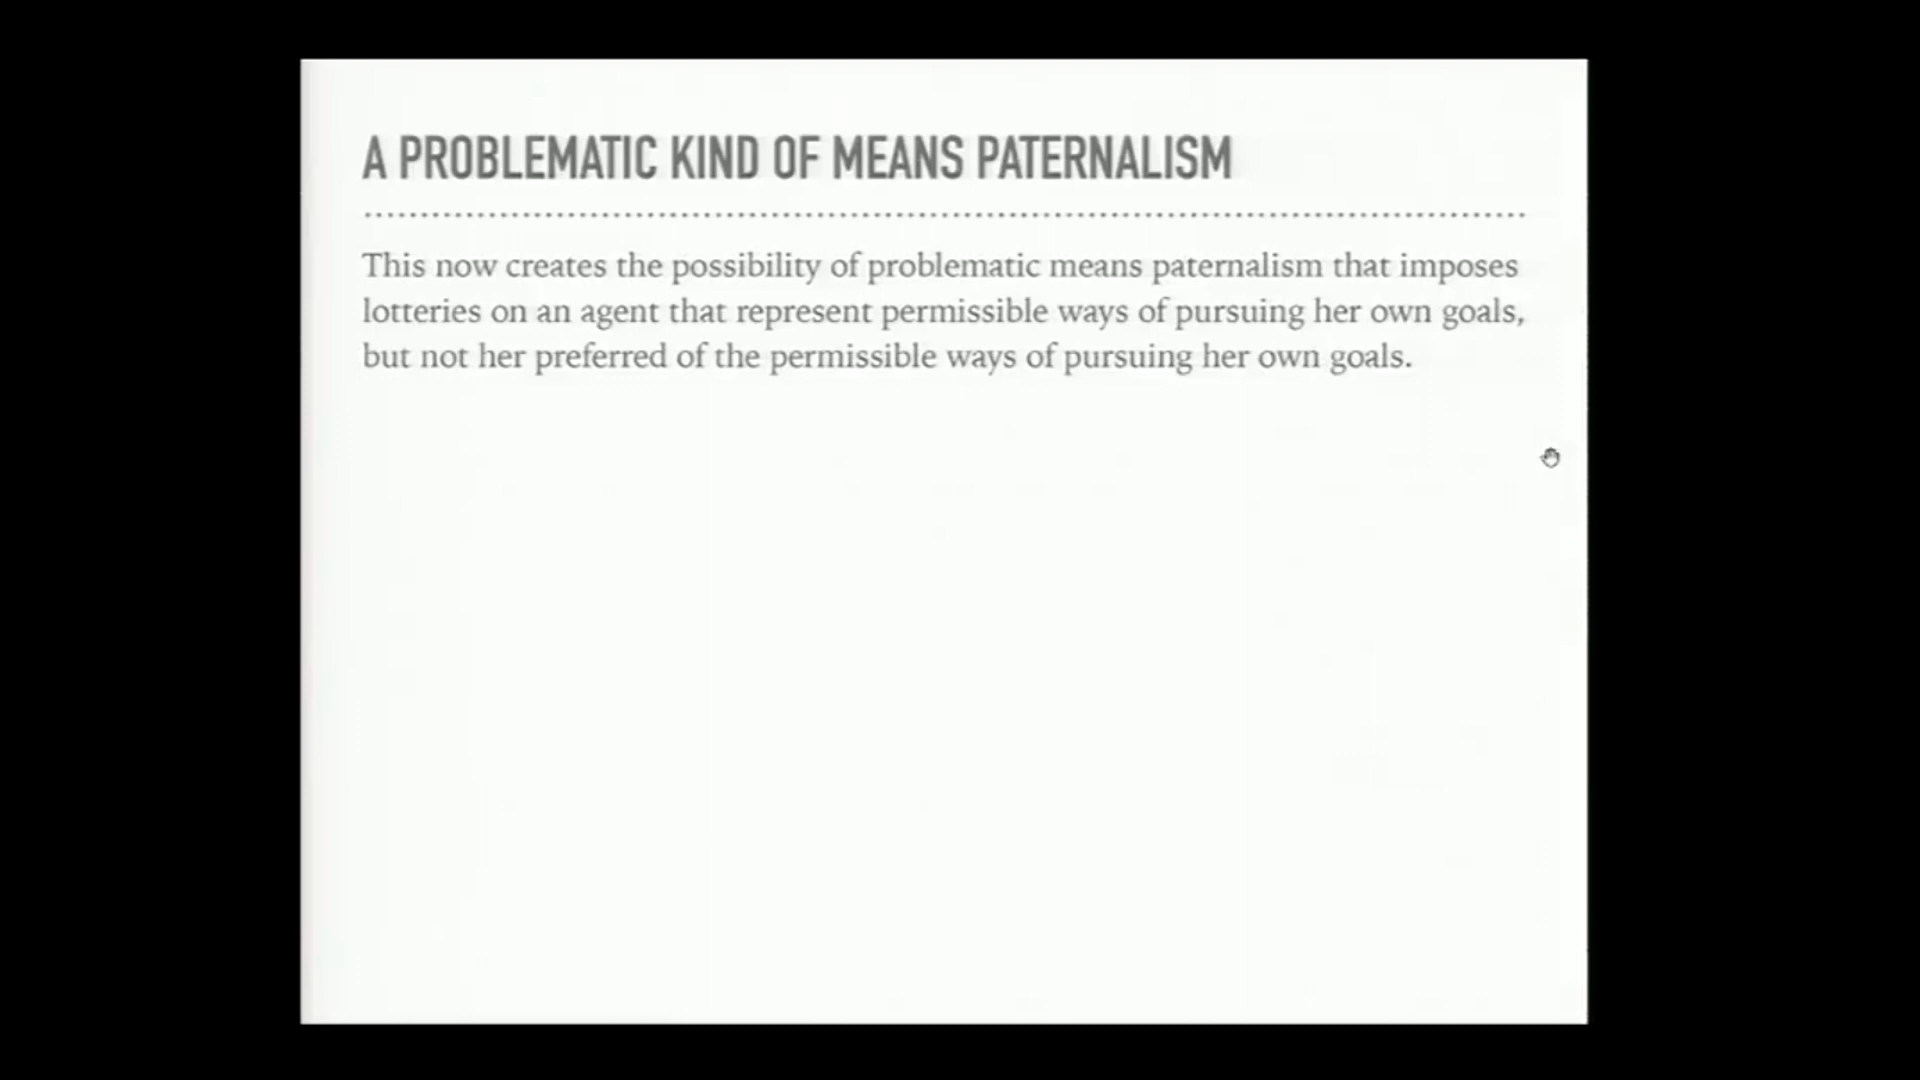 A PROBLEMATIC KIND OF MEANS PATERNALISM
This now creates the possibility of problematic means paternalism that imposes
lotteries on an agent that represent permissible ways of pursuing her own goals,
but not her preferred of the permissible ways of pursuing her own goals.